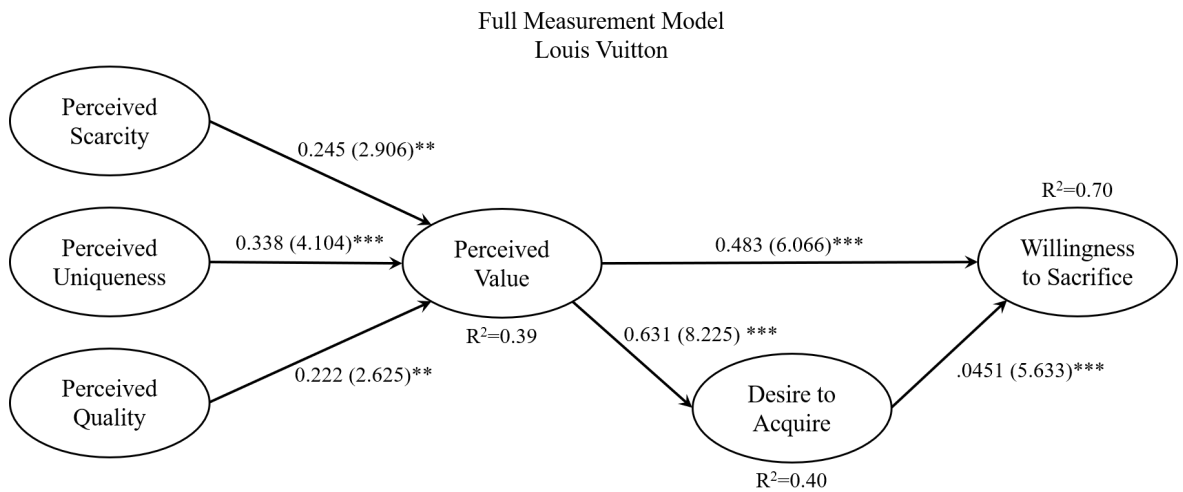 Full Measurement Model
Louis Vuitton
Perceived
Scarcity
0.245 (2.906)**
R²=0.70
Perceived
Uniqueness
0.338 (4.104)***
Perceived
Value
0.483 (6.066)***
Willingness
to Sacrifice
R²=0.39
0.631 (8.225) ***
Perceived
Quality
0.222 (2.625)**
.0451 (5.633)***
Desire to
Acquire
R²=0.40